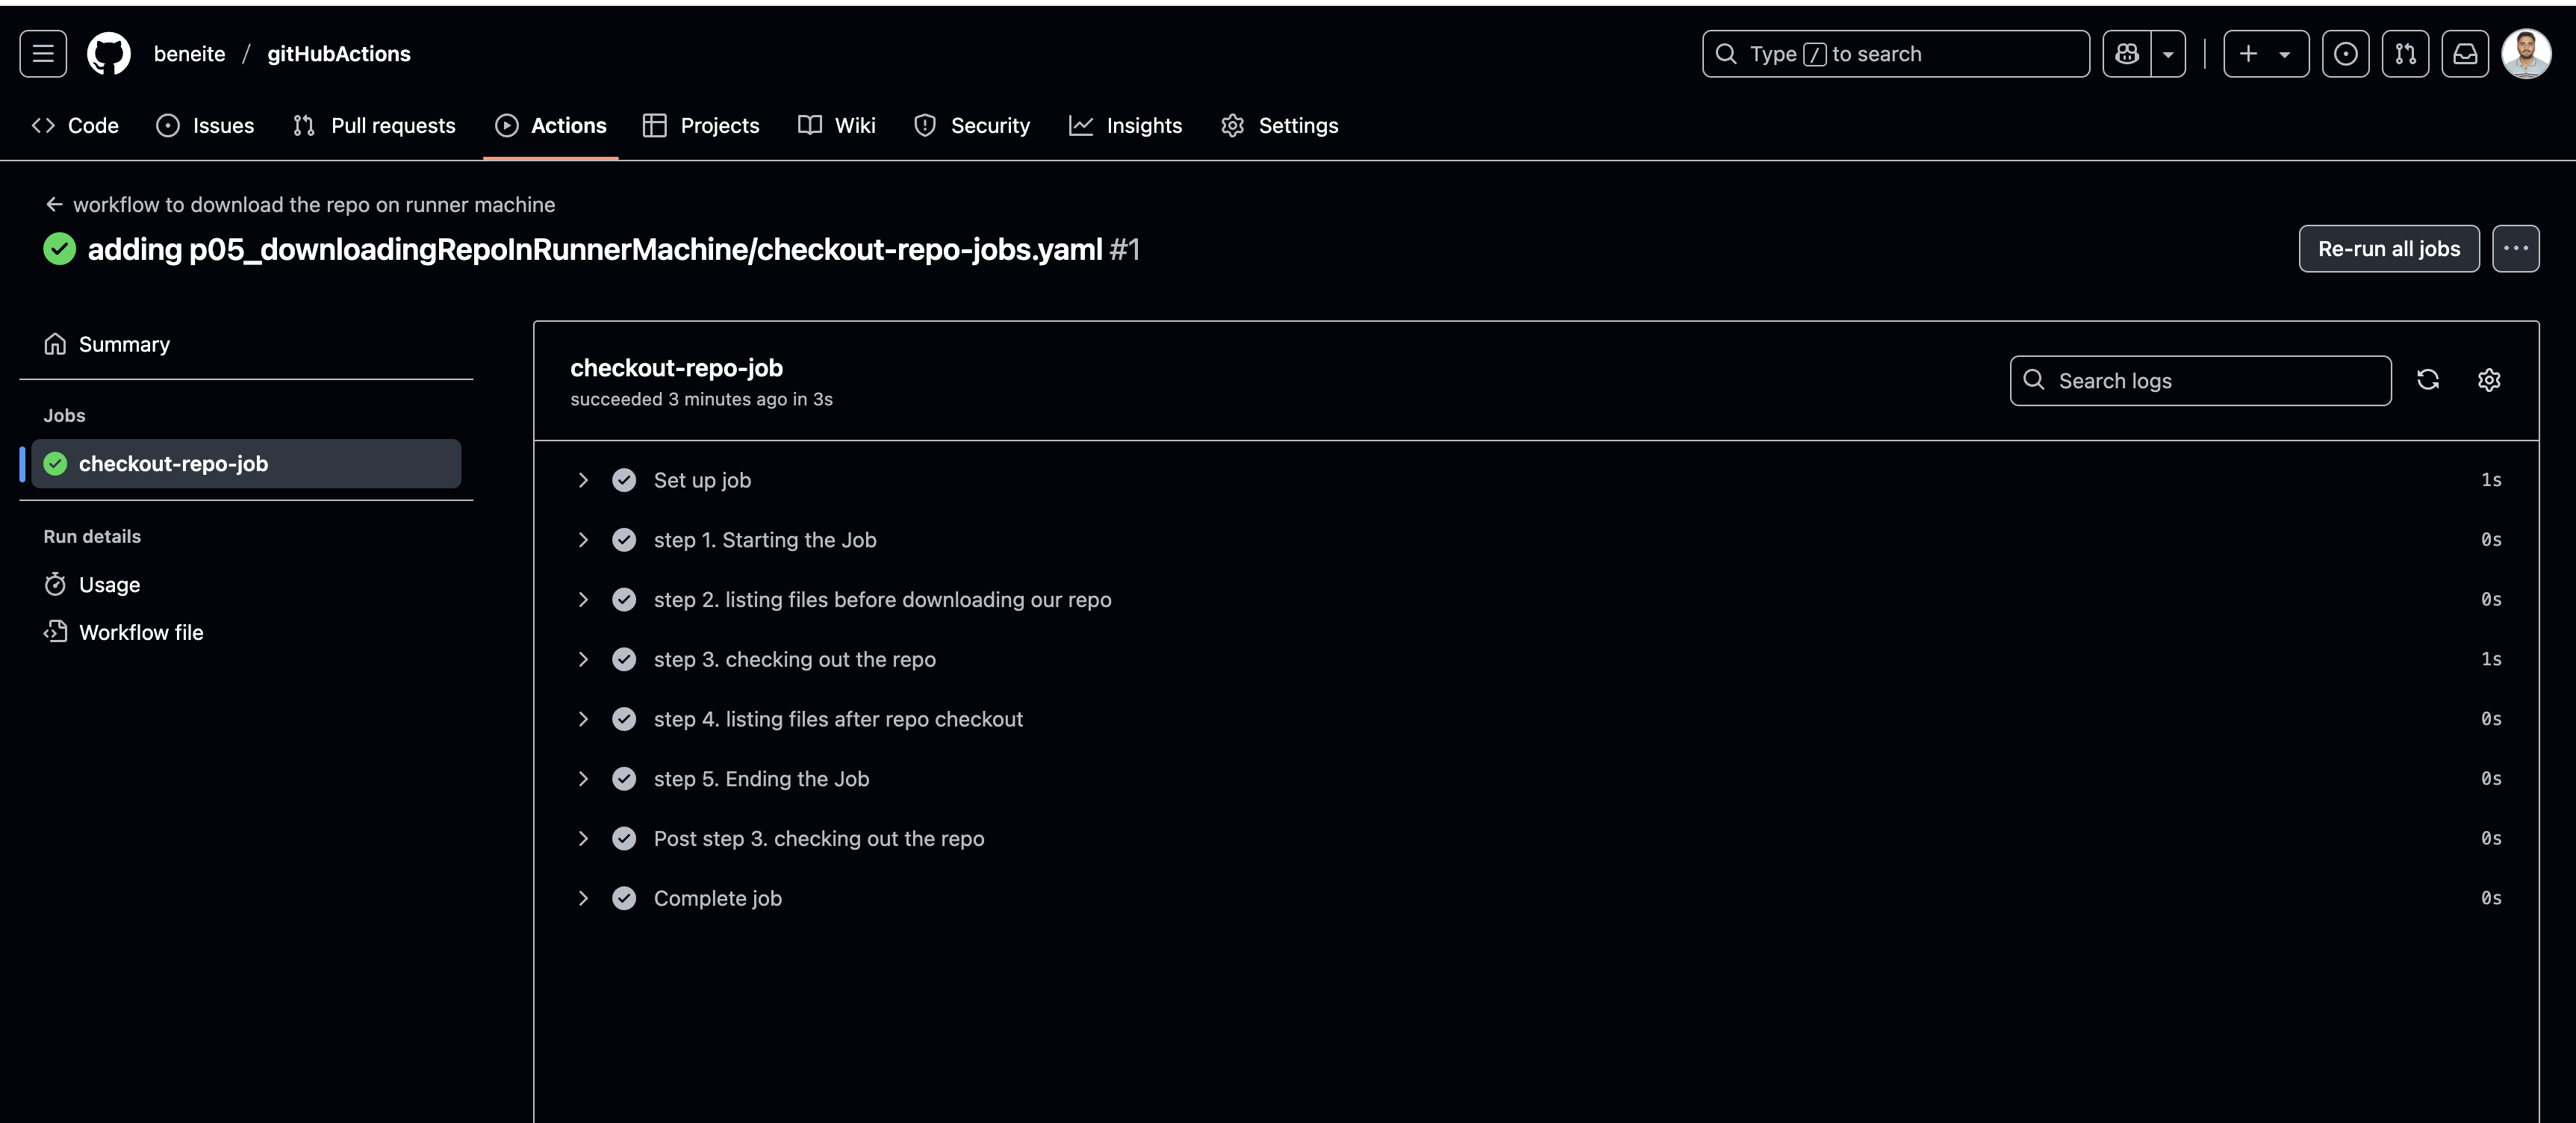 beneite / gitHubActions
Type / to search
Code Issues Pull requests Actions Projects Wiki Security Insights Settings
workflow to download the repo on runner machine
adding p05_downloadingRepoInRunnerMachine/checkout-repo-jobs.yaml #1
Re-run all jobs
Summary
Jobs
checkout-repo-job
Run details
Usage
Workflow file
checkout-repo-job
succeeded 3 minutes ago in 3s
Search logs
Set up job 1s
step 1. Starting the Job 0s
step 2. listing files before downloading our repo 0s
step 3. checking out the repo 1s
step 4. listing files after repo checkout 0s
step 5. Ending the Job 0s
Post step 3. checking out the repo 0s
Complete job 0s